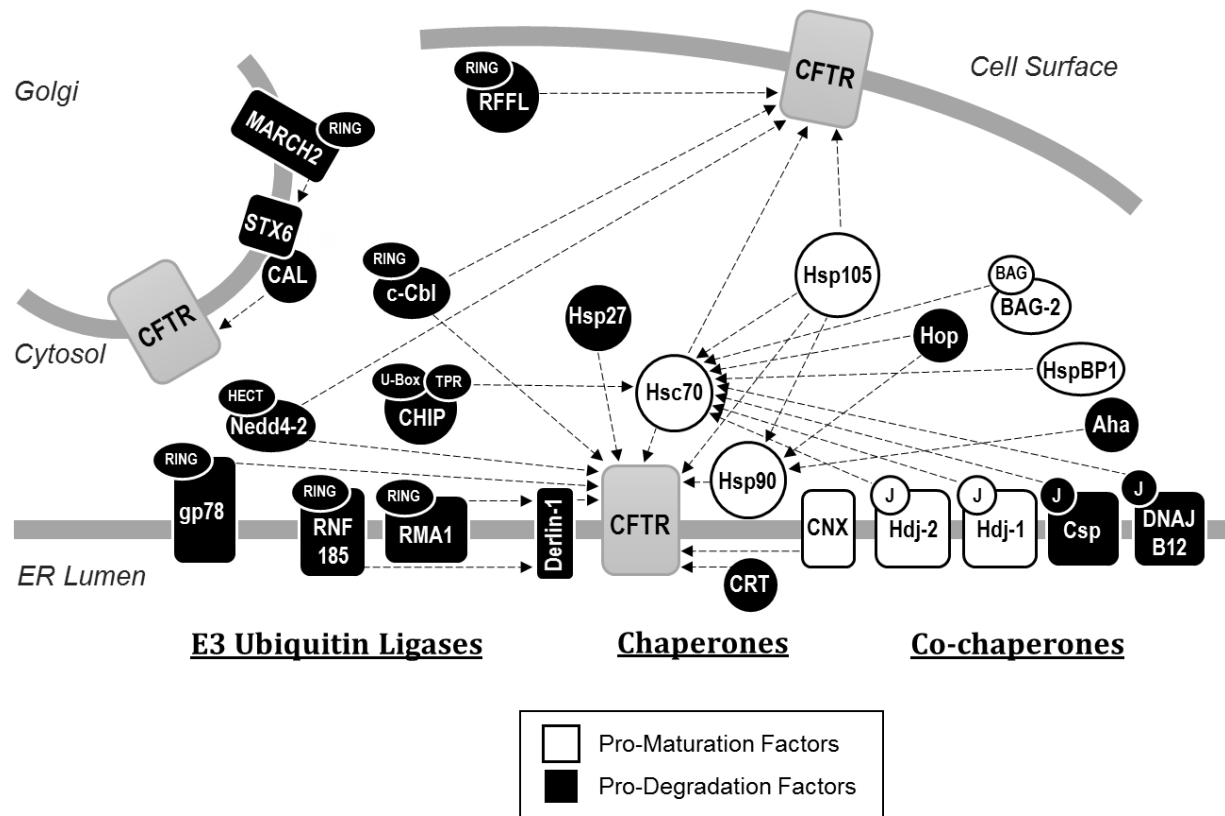 Golgi
Cell Surface
CFTR
RING
RFFL
MARCH2
RING
STX6
CAL
CFTR
Cytosol
RING
c-Cbl
Hsp27
Hsp105
BAG
BAG-2
Hop
HspBP1
Aha
Hsc70
U-Box
TPR
CHIP
HECT
Nedd4-2
RING
gp78
RING
RNF
185
RING
RMA1
Derlin-1
CFTR
Hsp90
CNX
J
Hdj-2
J
Hdj-1
J
Csp
J
DNAJ
B12
CRT
ER Lumen
E3 Ubiquitin Ligases
Chaperones
Co-chaperones
Pro-Maturation Factors
Pro-Degradation Factors